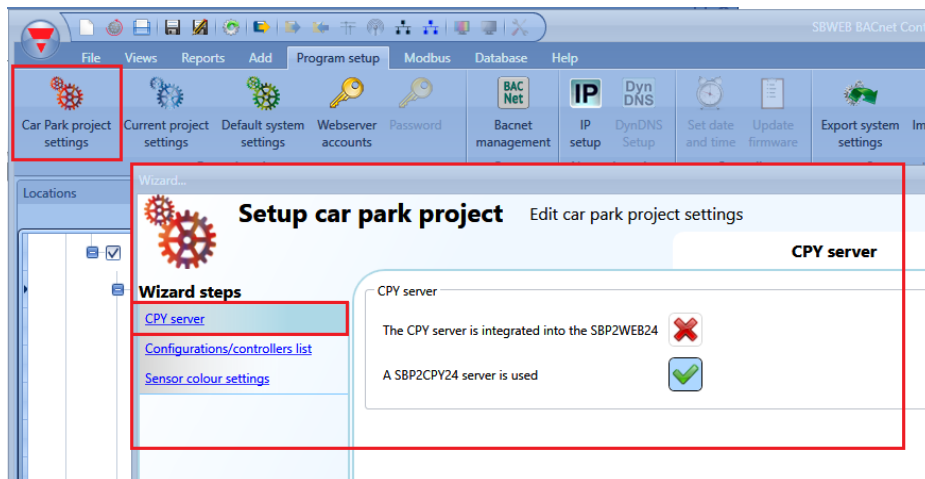 SBWEB BACnet Cont
File Views Reports Add Program setup Modbus Database Help
BAC
Net
IP
Dyn
DNS
Car Park project
settings
Current project
settings
Default system
settings
Webserver
accounts
Password
Bacnet
management
IP
setup
DynDNS
Setup
Set date
and time
Update
firmware
Export system
settings
Im
Locations
Wizard...
Setup car park project Edit car park project settings
CPY server
Wizard steps
CPY server
Configurations/controllers list
Sensor colour settings
CPY server
The CPY server is integrated into the SBP2WEB24
A SBP2CPY24 server is used